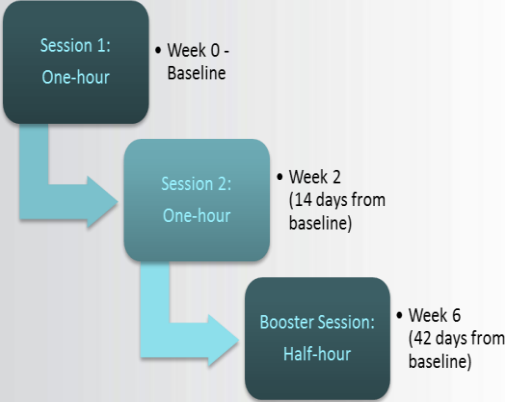 Session 1:
One-hour
• Week 0 -
Baseline
Session 2:
One-hour
• Week 2
(14 days from
baseline)
Booster Session:
Half-hour
• Week 6
(42 days from
baseline)